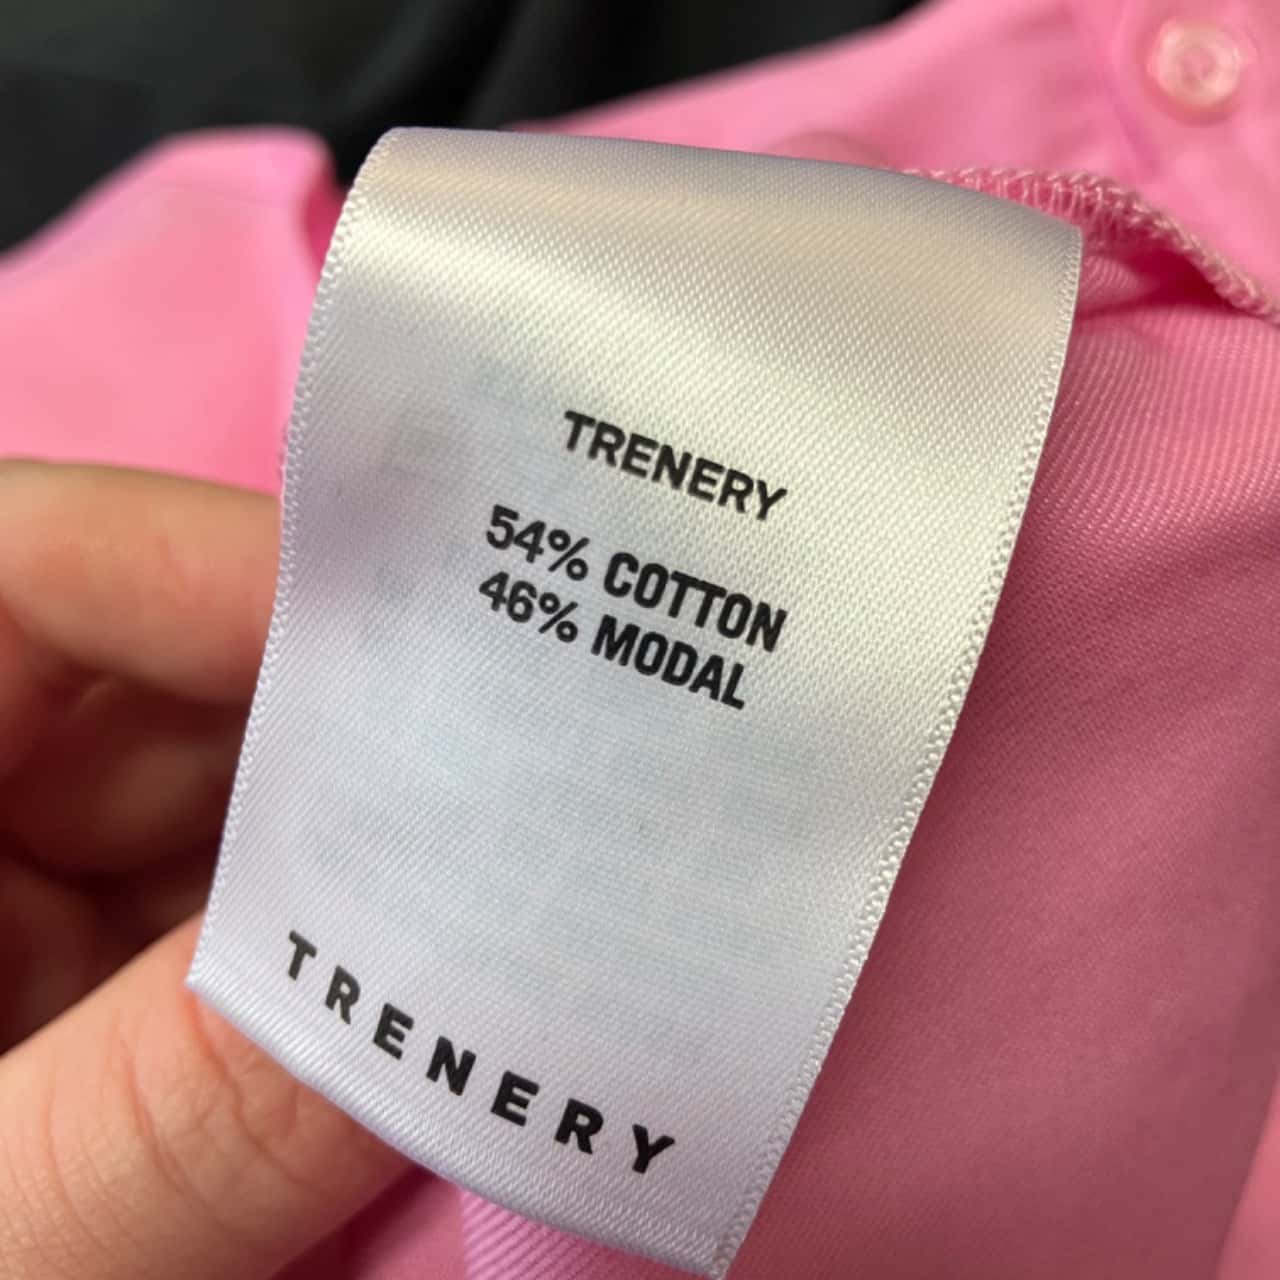 TRENERY
54% COTTON
46% MODAL
TRENERY